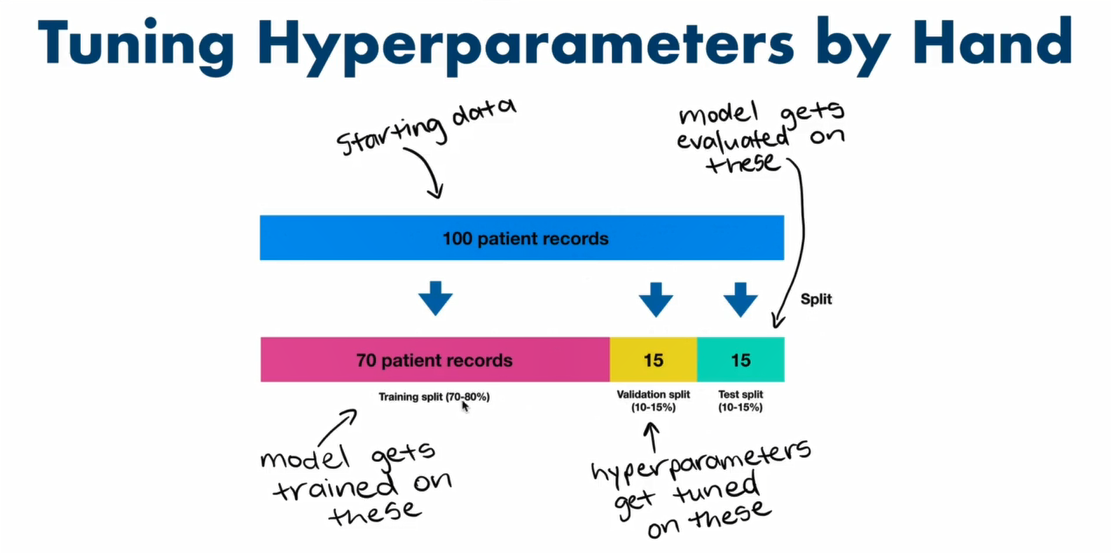 Tuning Hyperparameters by Hand
starting data
model gets
evaluated on
these
100 patient records
Split
70 patient records
15
15
Training split (70-80%)
Validation split
(10-15%)
Test split
(10-15%)
model gets
trained on
these
hyperparameters
get tuned
on these